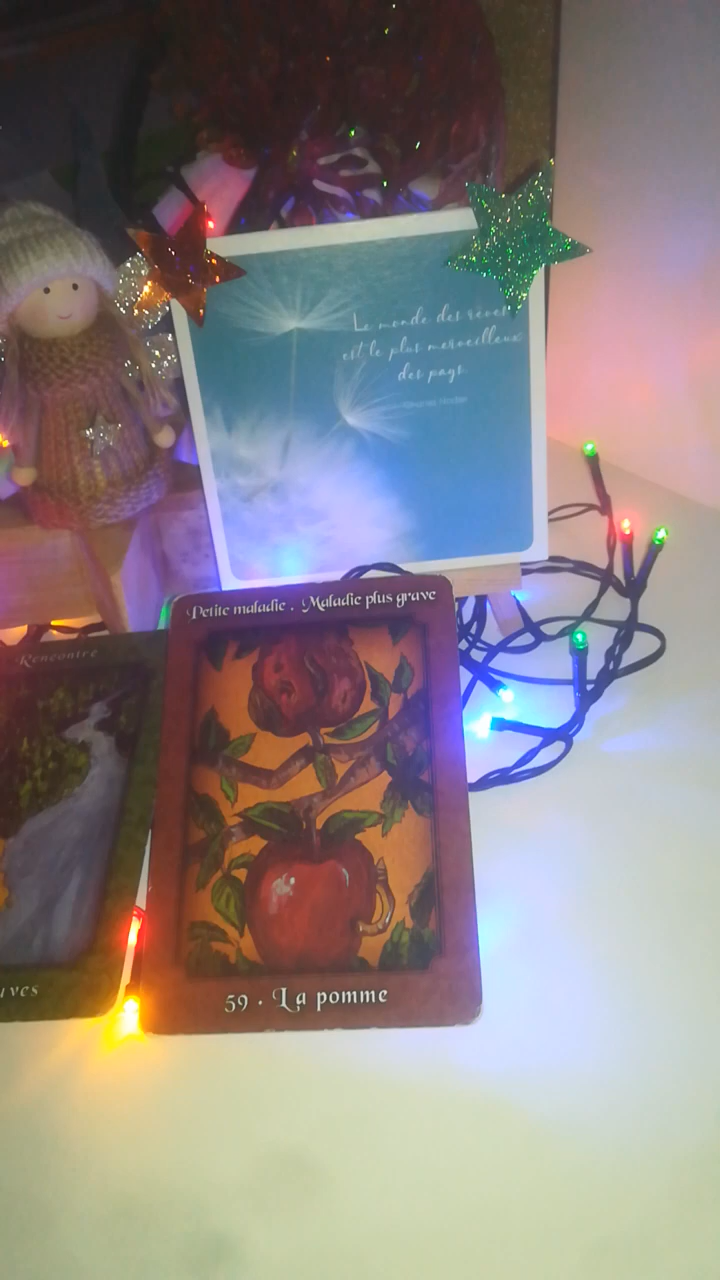 Le monde des rêves
est le plus merveilleux
des pays.
Petite maladie . Maladie plus grave
Rencontre
59 · La pomme